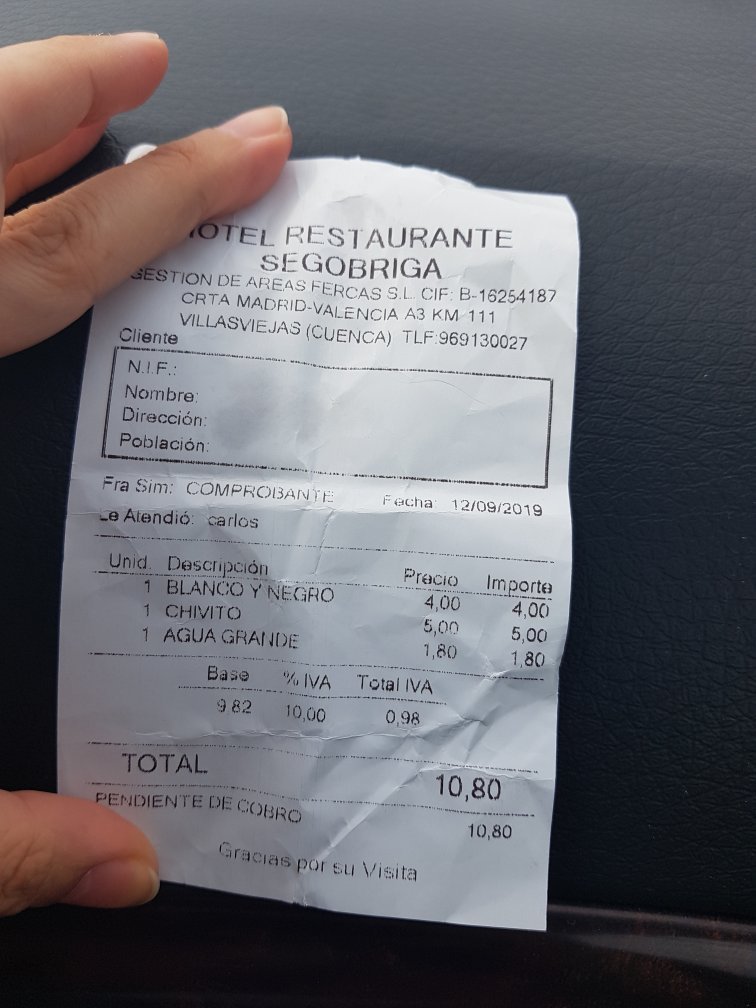 HOTEL RESTAURANTE
SEGOBRIGA
GESTION DE AREAS FERCAS S.L. CIF: B-16254187
CRTA MADRID-VALENCIA A3 KM 111
VILLASVIEJAS (CUENCA) TLF:969130027
Cliente
N.I.F.:
Nombre:
Dirección:
Población:
Fra Sim: COMPROBANTE Fecha: 12/09/2019
Le Atendió: carlos
Unid. Descripción Precio Importe
1 BLANCO Y NEGRO 4,00 4,00
1 CHIVITO 5,00 5,00
1 AGUA GRANDE 1,80 1,80
Base % IVA Total IVA
9,82 10,00 0,98
TOTAL 10,80
PENDIENTE DE COBRO 10,80
Gracias por su Visita